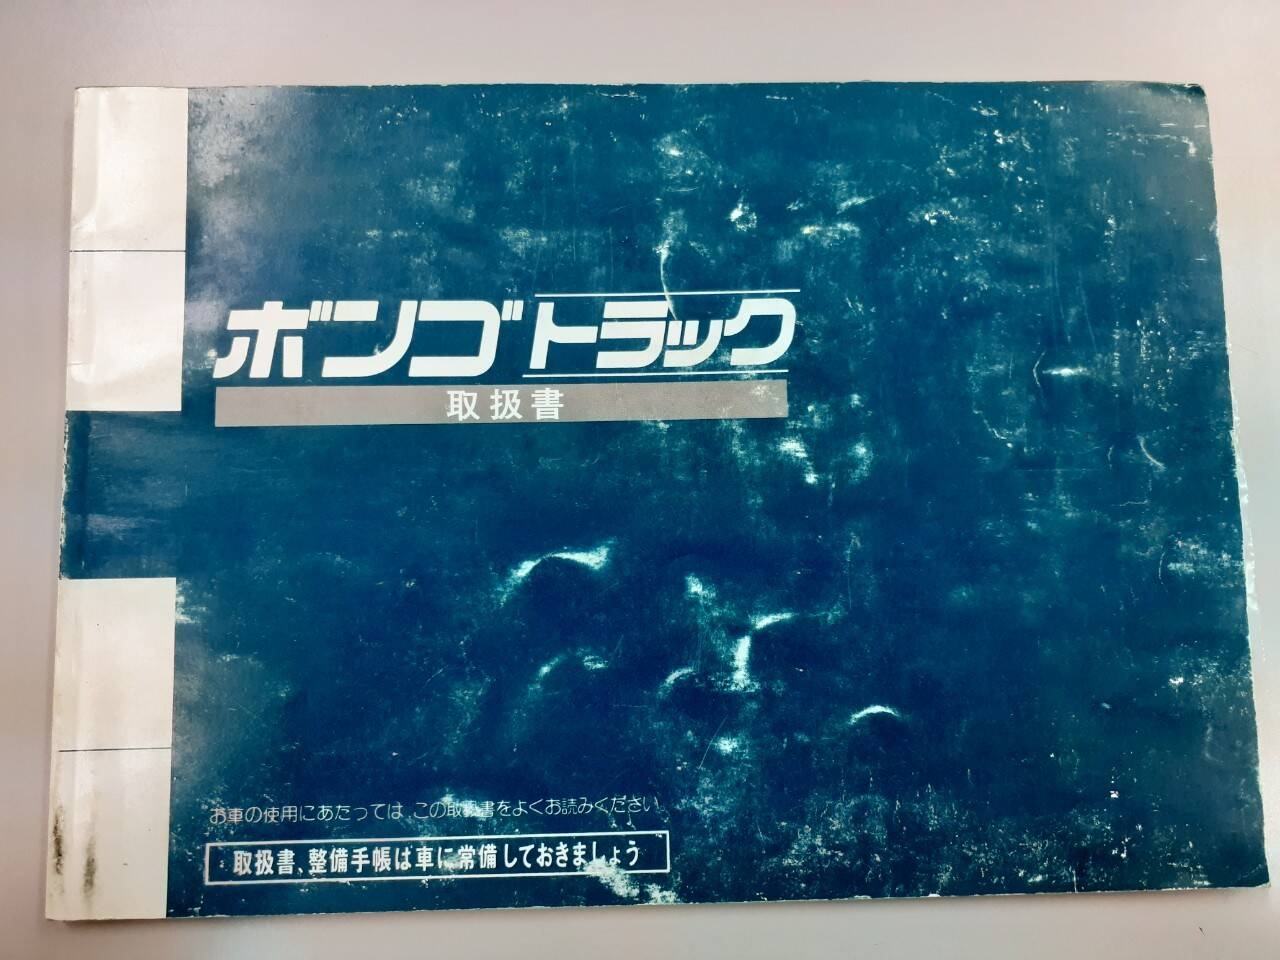 ボンゴトラック
取扱書
お車の使用にあたっては この取扱書をよくお読みください
取扱書、整備手帳は車に常備しておきましょう